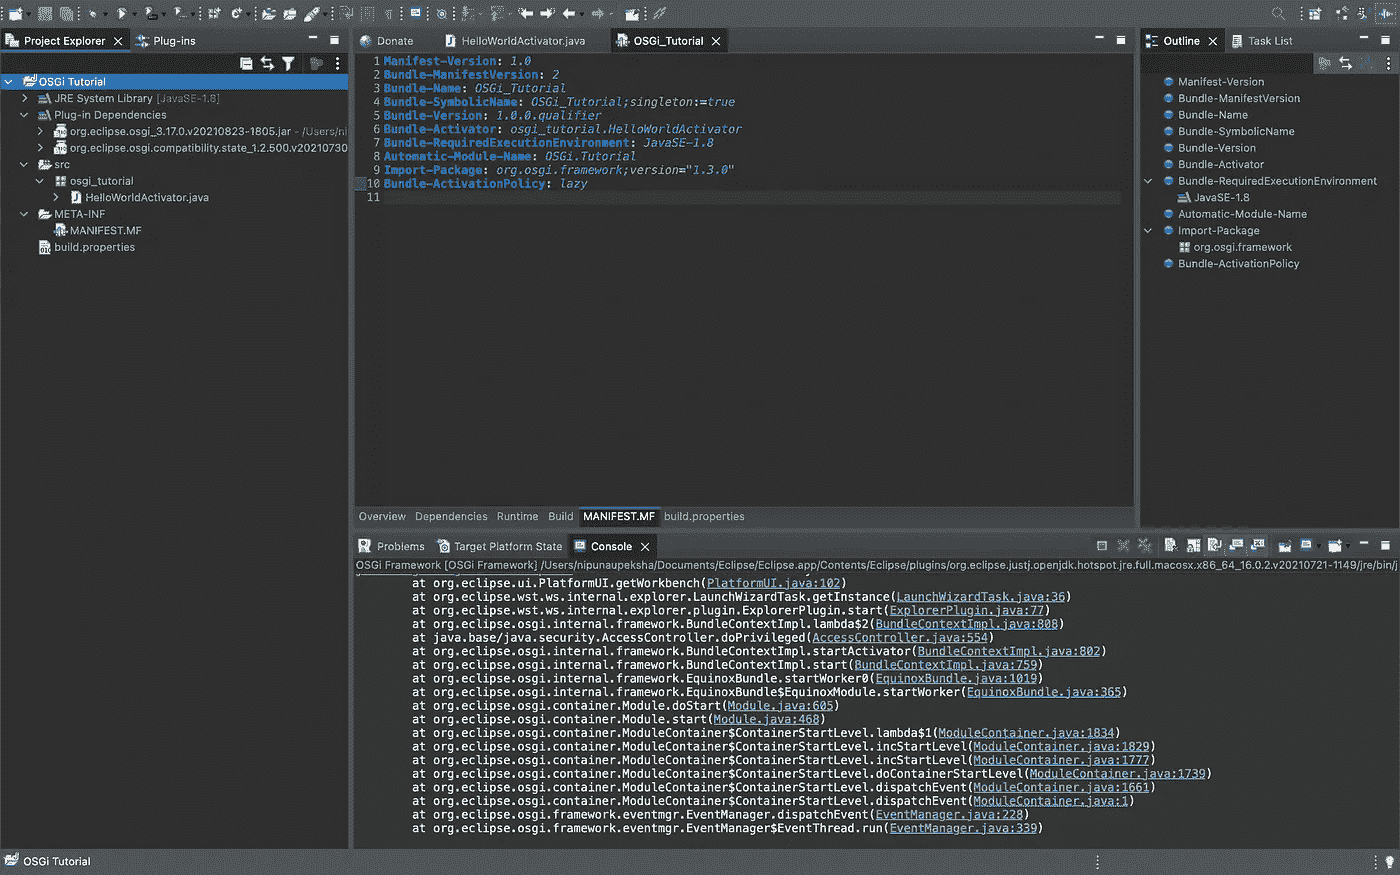 Project Explorer
Plug-ins
OSGi Tutorial
JRE System Library [JavaSE-1.8]
Plug-in Dependencies
org.eclipse.osgi_3.17.0.v20210823-1805.jar - /Users/ni
org.eclipse.osgi.compatibility.state_1.2.500.v20210730
src
osgi_tutorial
HelloWorldActivator.java
META-INF
MANIFEST.MF
build.properties
Donate
HelloWorldActivator.java
OSGi_Tutorial
1 Manifest-Version: 1.0
2 Bundle-ManifestVersion: 2
3 Bundle-Name: OSGi_Tutorial
4 Bundle-SymbolicName: OSGi_Tutorial;singleton:=true
5 Bundle-Version: 1.0.0.qualifier
6 Bundle-Activator: osgi_tutorial.HelloWorldActivator
7 Bundle-RequiredExecutionEnvironment: JavaSE-1.8
8 Automatic-Module-Name: OSGi.Tutorial
9 Import-Package: org.osgi.framework;version="1.3.0"
10 Bundle-ActivationPolicy: lazy
11
Overview Dependencies Runtime Build MANIFEST.MF build.properties
Outline
Task List
Manifest-Version
Bundle-ManifestVersion
Bundle-Name
Bundle-SymbolicName
Bundle-Version
Bundle-Activator
Bundle-RequiredExecutionEnvironment
JavaSE-1.8
Automatic-Module-Name
Import-Package
org.osgi.framework
Bundle-ActivationPolicy
Problems
Target Platform State
Console
OSGi Framework [OSGi Framework] /Users/nipunaupeksha/Documents/Eclipse/Eclipse.app/Contents/Eclipse/plugins/org.eclipse.justj.openjdk.hotspot.jre.full.macosx.x86_64_16.0.2.v20210721-1149/jre/bin/j
at org.eclipse.ui.PlatformUI.getWorkbench(PlatformUI.java:102)
at org.eclipse.wst.ws.internal.explorer.LaunchWizardTask.getInstance(LaunchWizardTask.java:36)
at org.eclipse.wst.ws.internal.explorer.plugin.ExplorerPlugin.start(ExplorerPlugin.java:77)
at org.eclipse.osgi.internal.framework.BundleContextImpl.lambda$2(BundleContextImpl.java:808)
at java.base/java.security.AccessController.doPrivileged(AccessController.java:554)
at org.eclipse.osgi.internal.framework.BundleContextImpl.startActivator(BundleContextImpl.java:802)
at org.eclipse.osgi.internal.framework.BundleContextImpl.start(BundleContextImpl.java:759)
at org.eclipse.osgi.internal.framework.EquinoxBundle.startWorker0(EquinoxBundle.java:1019)
at org.eclipse.osgi.internal.framework.EquinoxBundle$EquinoxModule.startWorker(EquinoxBundle.java:365)
at org.eclipse.osgi.container.Module.doStart(Module.java:605)
at org.eclipse.osgi.container.Module.start(Module.java:468)
at org.eclipse.osgi.container.ModuleContainer$ContainerStartLevel.lambda$1(ModuleContainer.java:1834)
at org.eclipse.osgi.container.ModuleContainer$ContainerStartLevel.incStartLevel(ModuleContainer.java:1829)
at org.eclipse.osgi.container.ModuleContainer$ContainerStartLevel.incStartLevel(ModuleContainer.java:1777)
at org.eclipse.osgi.container.ModuleContainer$ContainerStartLevel.doContainerStartLevel(ModuleContainer.java:1739)
at org.eclipse.osgi.container.ModuleContainer$ContainerStartLevel.dispatchEvent(ModuleContainer.java:1661)
at org.eclipse.osgi.container.ModuleContainer$ContainerStartLevel.dispatchEvent(ModuleContainer.java:1)
at org.eclipse.osgi.framework.eventmgr.EventManager.dispatchEvent(EventManager.java:228)
at org.eclipse.osgi.framework.eventmgr.EventManager$EventThread.run(EventManager.java:339)
OSGi Tutorial